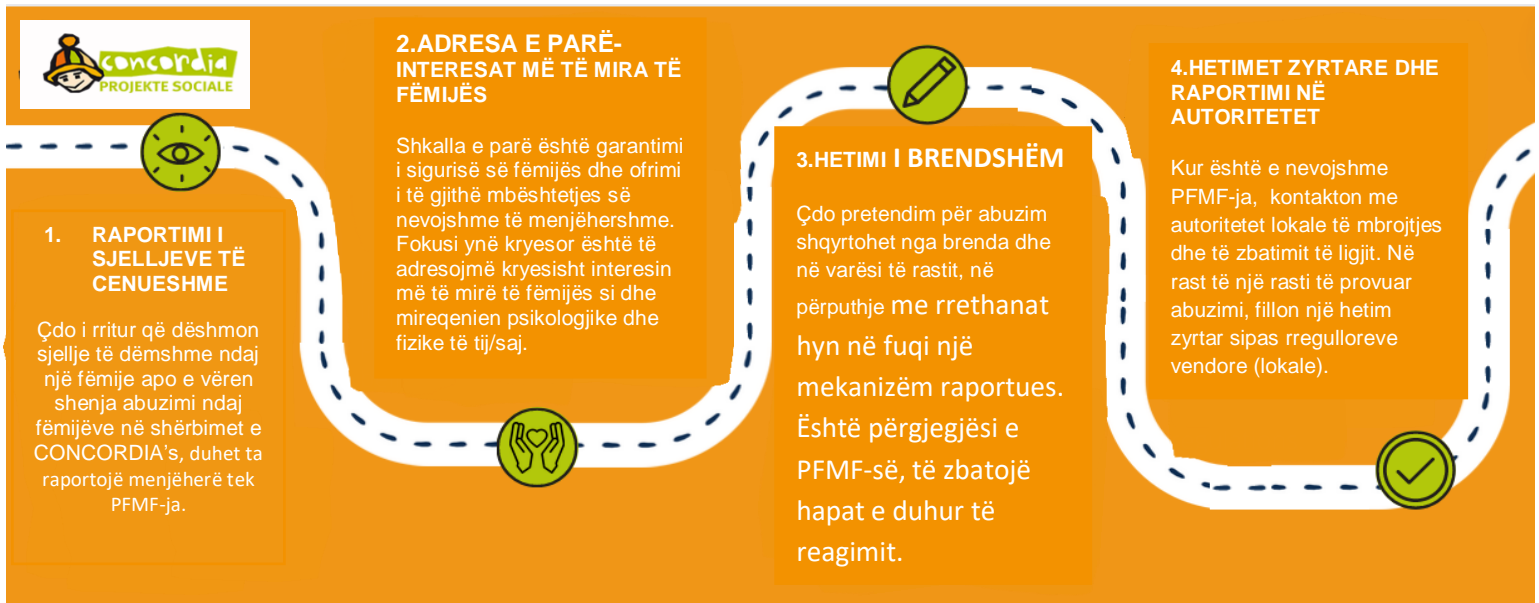 concordia
PROJEKTE SOCIALE
1. RAPORTIMI I
SJELLJEVE TË
CENUESHME
Çdo i rritur që dëshmon
sjellje të dëmshme ndaj
një fëmije apo e vëren
shenja abuzimi ndaj
fëmijëve në shërbimet e
CONCORDIA's, duhet ta
raportojë menjëherë tek
PFMF-ja.
2.ADRESA E PARË-
INTERESAT MË TË MIRA TË
FËMIJËS
Shkalla e parë është garantimi
i sigurisë së fëmijës dhe ofrimi
i të gjithë mbështetjes së
nevojshme të menjëhershme.
Fokusi ynë kryesor është të
adresojmë kryesisht interesin
më të mirë të fëmijës si dhe
mireqenien psikologjike dhe
fizike të tij/saj.
3.HETIMI I BRENDSHËM
Çdo pretendim për abuzim
shqyrtohet nga brenda dhe
në varësi të rastit, në
përputhje me rrethanat
hyn në fuqi një
mekanizëm raportues.
Është përgjegjësi e
PFMF-së, të zbatojë
hapat e duhur të
reagimit.
4.HETIMET ZYRTARE DHE
RAPORTIMI NË
AUTORITETET
Kur është e nevojshme
PFMF-ja, kontakton me
autoritetet lokale të mbrojtjes
dhe të zbatimit të ligjit. Në
rast të një rasti të provuar
abuzimi, fillon një hetim
zyrtar sipas rregulloreve
vendore (lokale).